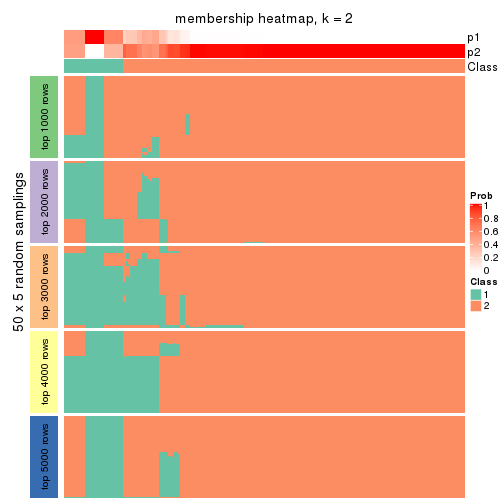 membership heatmap, k = 2
p1
p2
Class
50 x 5 random samplings
top 1000 rows
top 2000 rows
top 3000 rows
top 4000 rows
top 5000 rows
Prob
1
0.8
0.6
0.4
0.2
0
Class
1
2